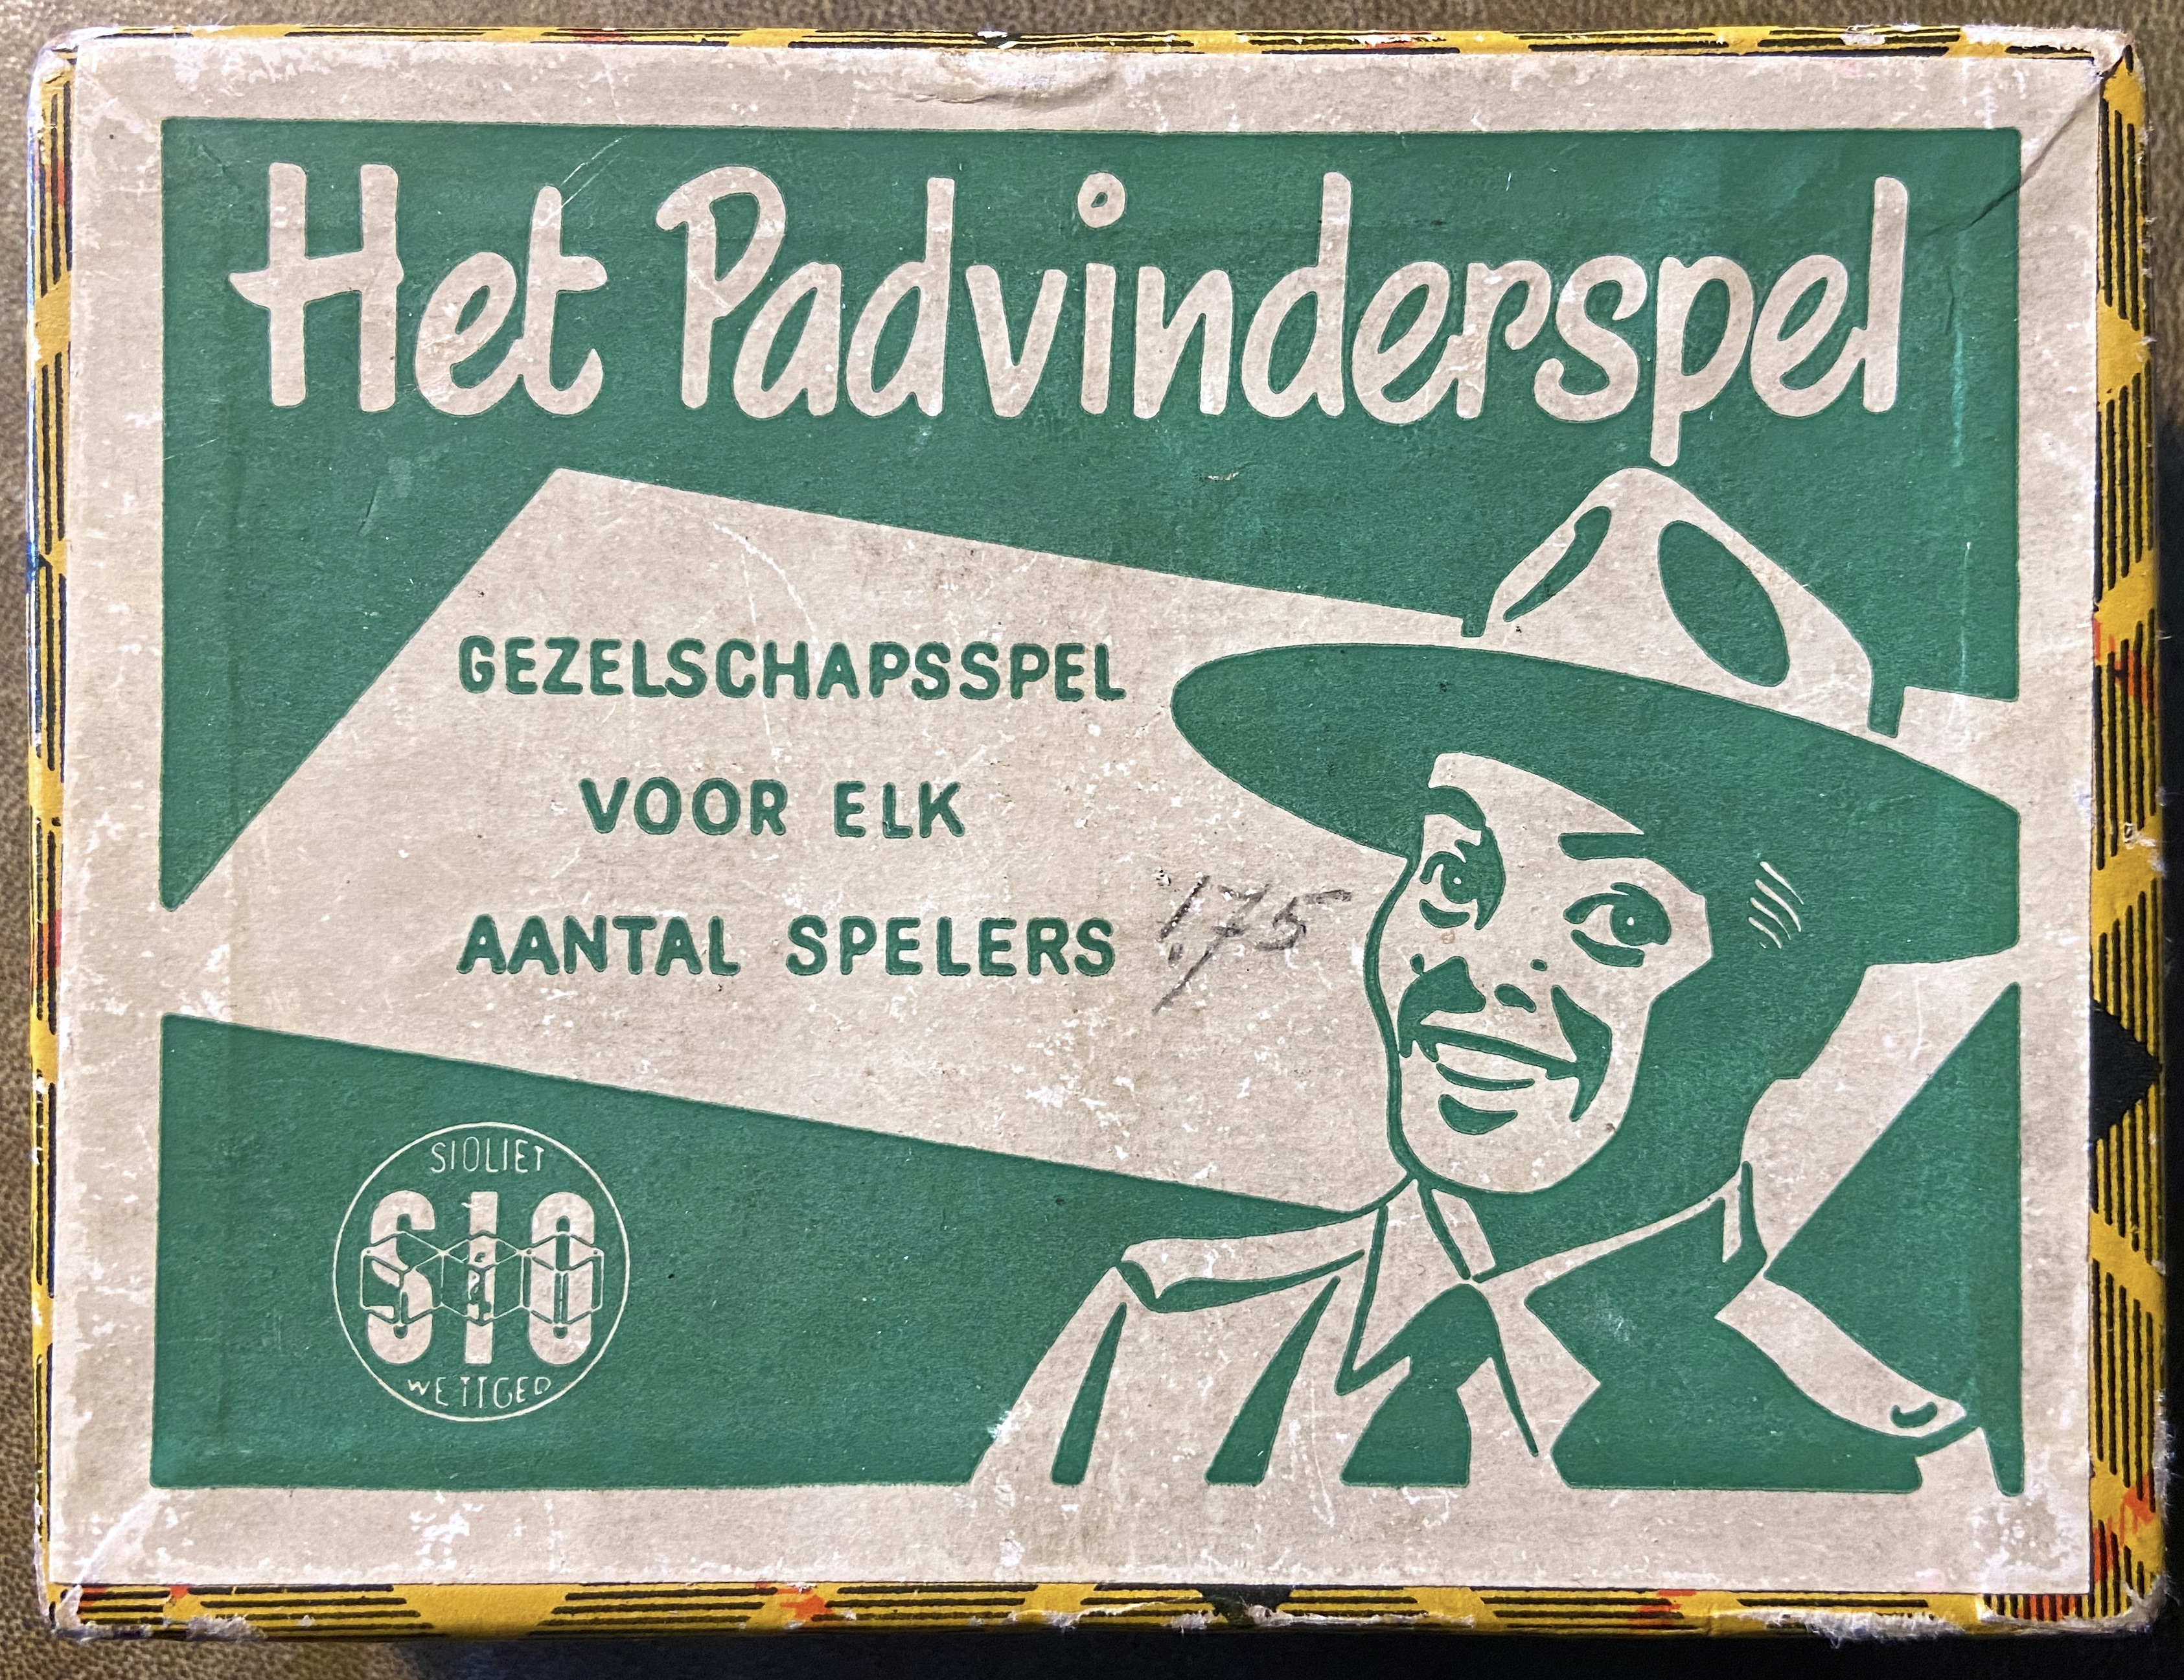 Het Padvinderspel
GEZELSCHAPSSPEL
VOOR ELK
AANTAL SPELERS
1.75
SIOLIET
SIO
WETTGED